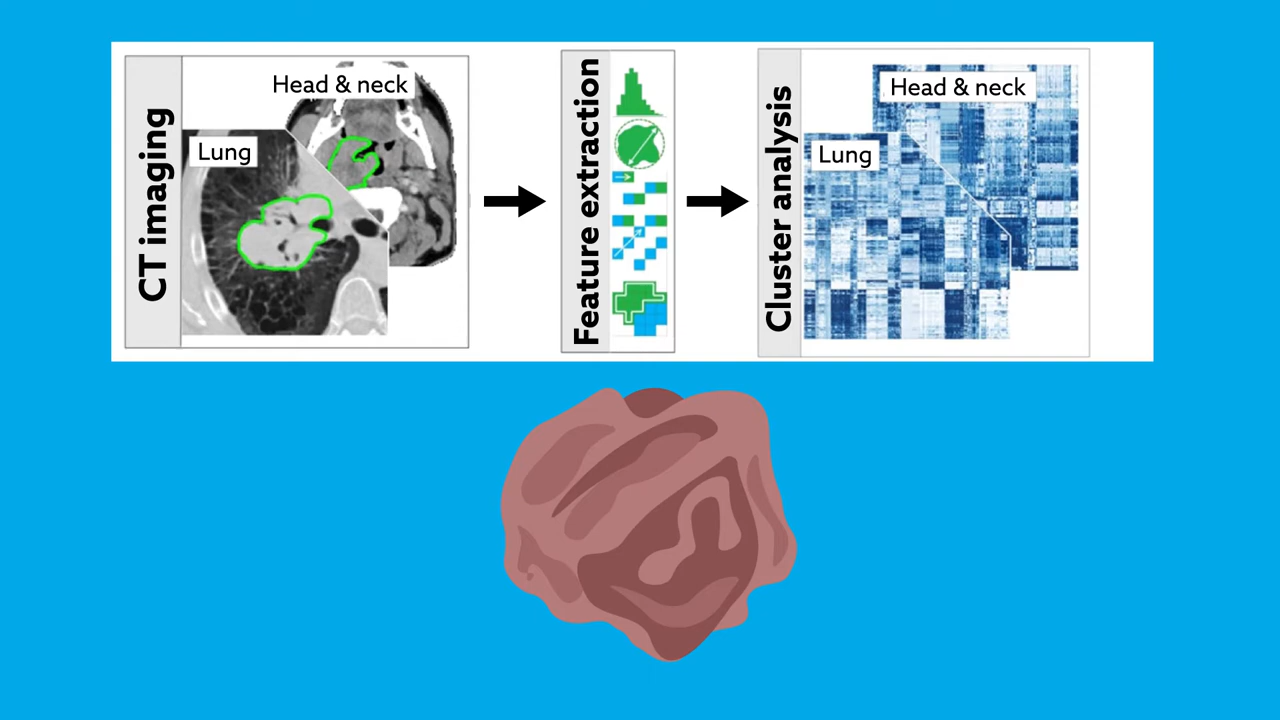 CT imaging
Head & neck
Lung
Feature extraction
Cluster analysis
Head & neck
Lung